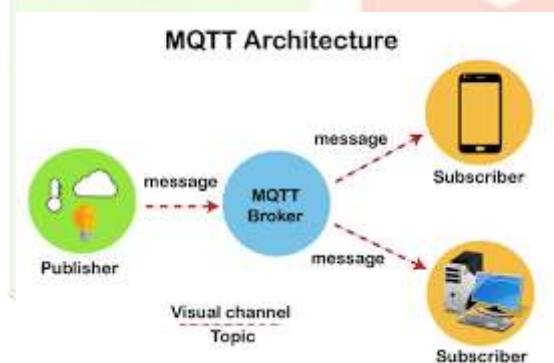 MQTT Architecture
message
Subscriber
message
MQTT
Broker
Publisher
message
Visual channel
Topic
Subscriber